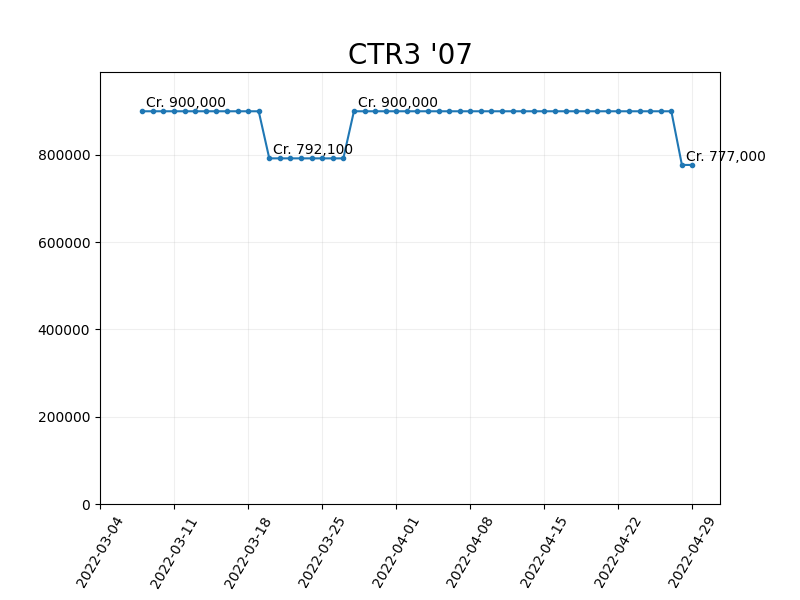 CTR3 '07
Cr. 900,000
Cr. 900,000
Cr. 792,100
Cr. 777,000
800000
600000
400000
200000
0
2022-03-04
2022-03-11
2022-03-18
2022-03-25
2022-04-01
2022-04-08
2022-04-15
2022-04-22
2022-04-29